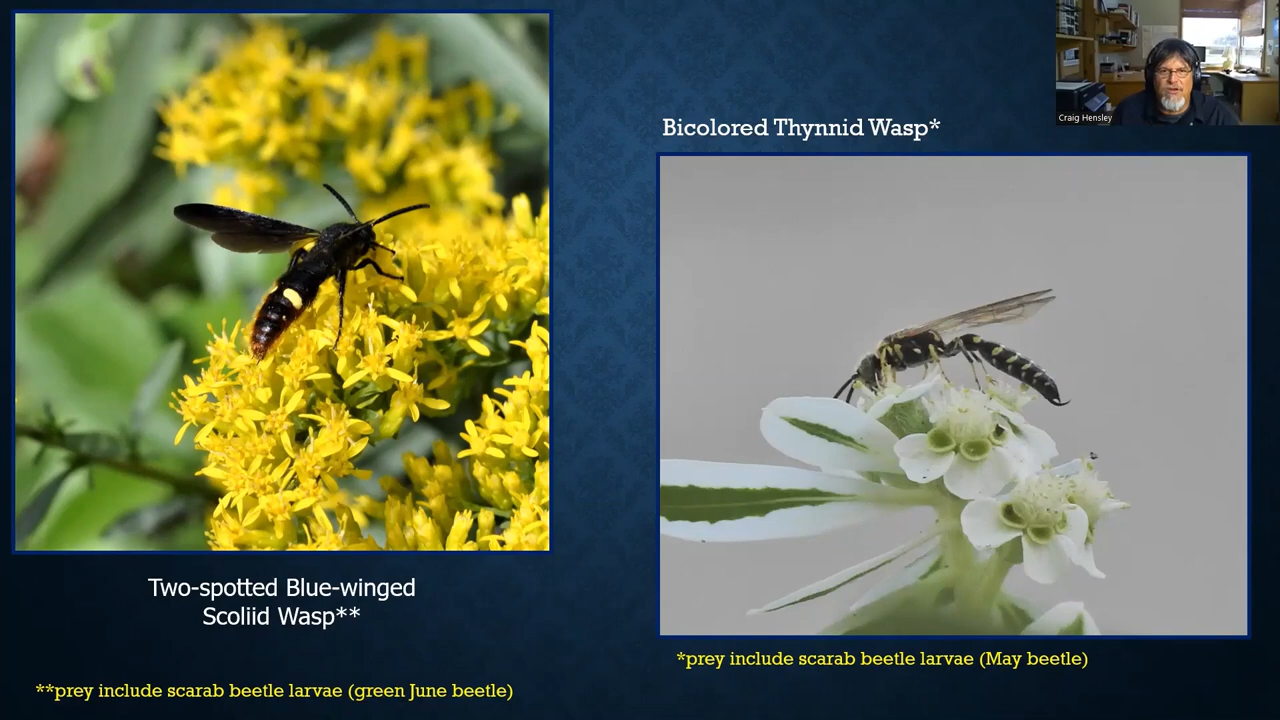 Craig Hensley
Bicolored Thynnid Wasp*
Two-spotted Blue-winged
Scoliid Wasp**
*prey include scarab beetle larvae (May beetle)
**prey include scarab beetle larvae (green June beetle)